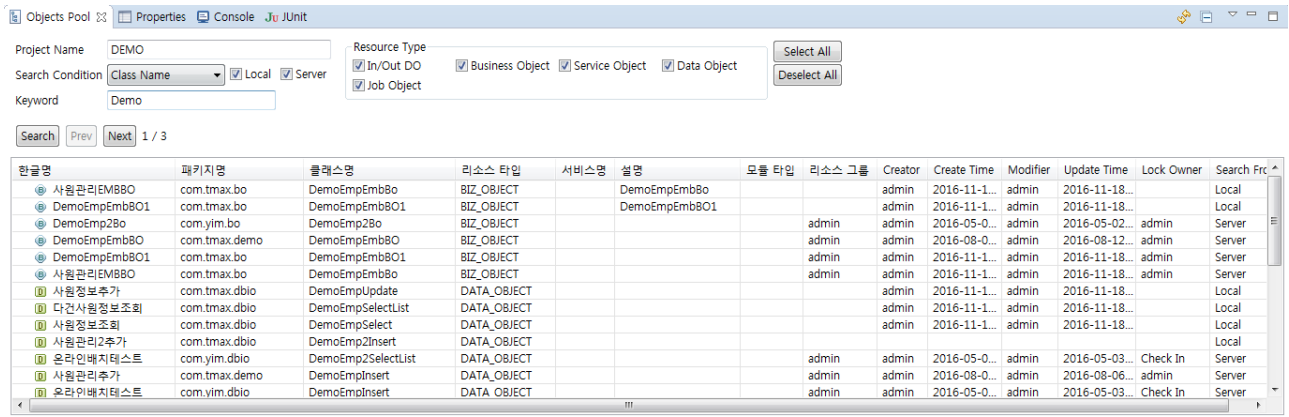 Objects Pool Properties Console Ju JUnit
Project Name DEMO Resource Type Select All
In/Out DO Business Object Service Object Data Object
Search Condition Class Name Local Server Deselect All
Job Object
Keyword Demo
Search Prev Next 1 / 3
한글명 패키지명 클래스명 리소스 타입 서비스명 설명 모듈 타입 리소스 그룹 Creator Create Time Modifier Update Time Lock Owner Search Frc
B 사원관리EMBBO com.tmax.bo DemoEmpEmbBo BIZ_OBJECT DemoEmpEmbBo admin 2016-11-1... admin 2016-11-18... Local
B DemoEmpEmbBO1 com.tmax.bo DemoEmpEmbBO1 BIZ_OBJECT DemoEmpEmbBO1 admin 2016-11-1... admin 2016-11-18... Local
B DemoEmp2Bo com.yim.bo DemoEmp2Bo BIZ_OBJECT admin admin 2016-05-0... admin 2016-05-02... admin Server
B DemoEmpEmbBO com.tmax.demo DemoEmpEmbBO BIZ_OBJECT admin admin 2016-08-0... admin 2016-08-12... admin Server
B DemoEmpEmbBO1 com.tmax.bo DemoEmpEmbBO1 BIZ_OBJECT admin admin 2016-11-1... admin 2016-11-18... admin Server
B 사원관리EMBBO com.tmax.bo DemoEmpEmbBo BIZ_OBJECT admin admin 2016-11-1... admin 2016-11-18... admin Server
D 사원정보추가 com.tmax.dbio DemoEmpUpdate DATA_OBJECT admin 2016-11-1... admin 2016-11-18... Local
D 다건사원정보조회 com.tmax.dbio DemoEmpSelectList DATA_OBJECT admin 2016-11-1... admin 2016-11-18... Local
D 사원정보조회 com.tmax.dbio DemoEmpSelect DATA_OBJECT admin 2016-11-1... admin 2016-11-18... Local
D 사원관리2추가 com.tmax.dbio DemoEmp2Insert DATA_OBJECT Local
D 온라인배치테스트 com.yim.dbio DemoEmp2SelectList DATA_OBJECT admin admin 2016-05-0... admin 2016-05-03... Check In Server
D 사원관리추가 com.tmax.demo DemoEmpInsert DATA_OBJECT admin admin 2016-08-0... admin 2016-08-06... admin Server
D 온라인배치테스트 com.yim.dbio DemoEmpInsert DATA_OBJECT admin admin 2016-05-0... admin 2016-05-03... Check In Server